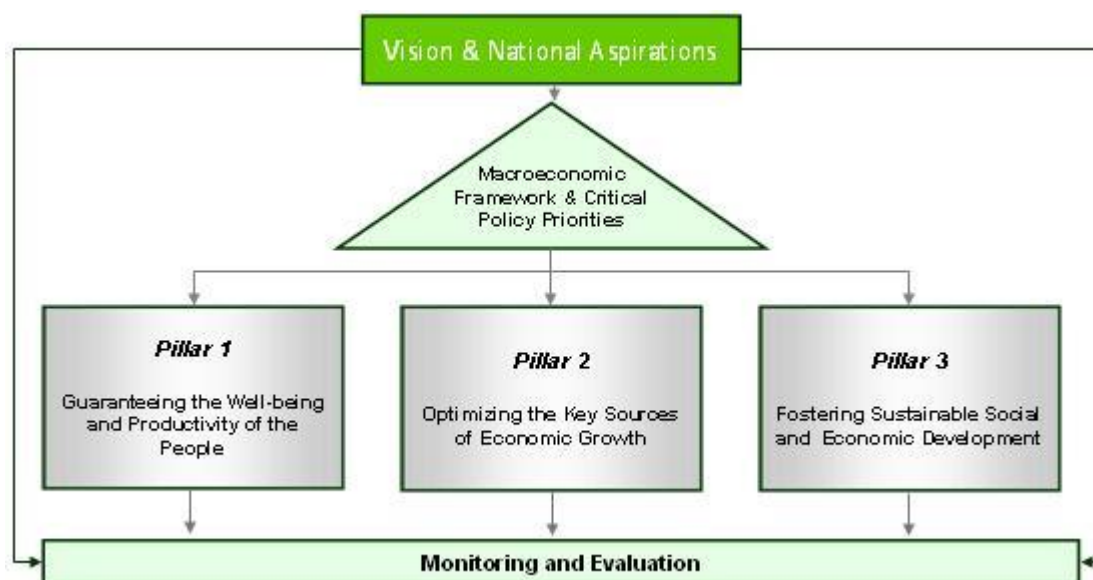 Vision & National Aspirations
Macroeconomic
Framework & Critical
Policy Priorities
Pillar 1
Guaranteeing the Well-being
and Productivity of the
People
Pillar 2
Optimizing the Key Sources
of Economic Growth
Pillar 3
Fostering Sustainable Social
and Economic Development
Monitoring and Evaluation